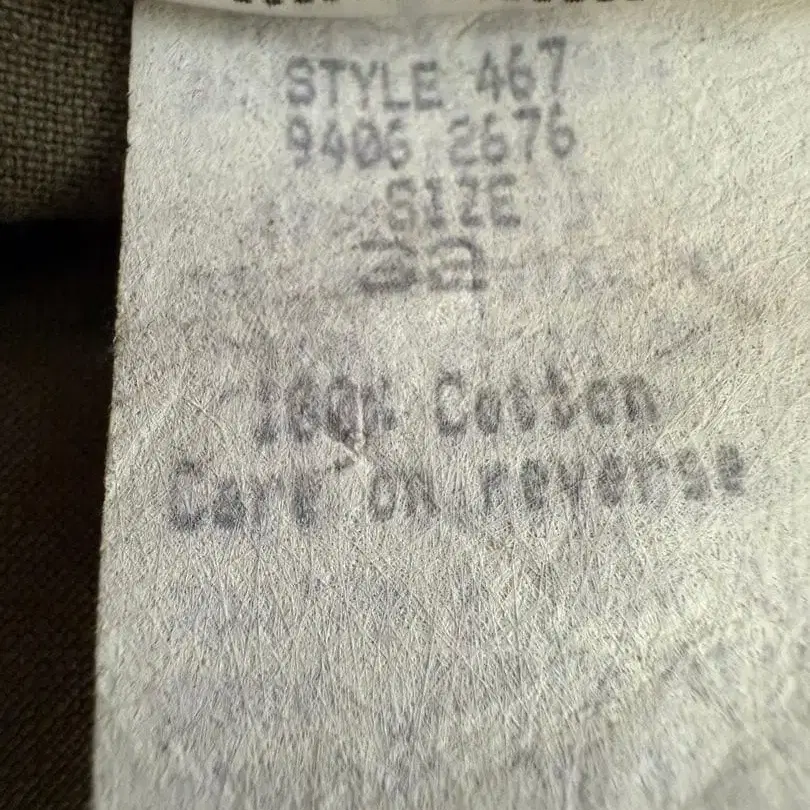 STYLE 467
9406 2676
SIZE
100% Cotton
Care on reverse